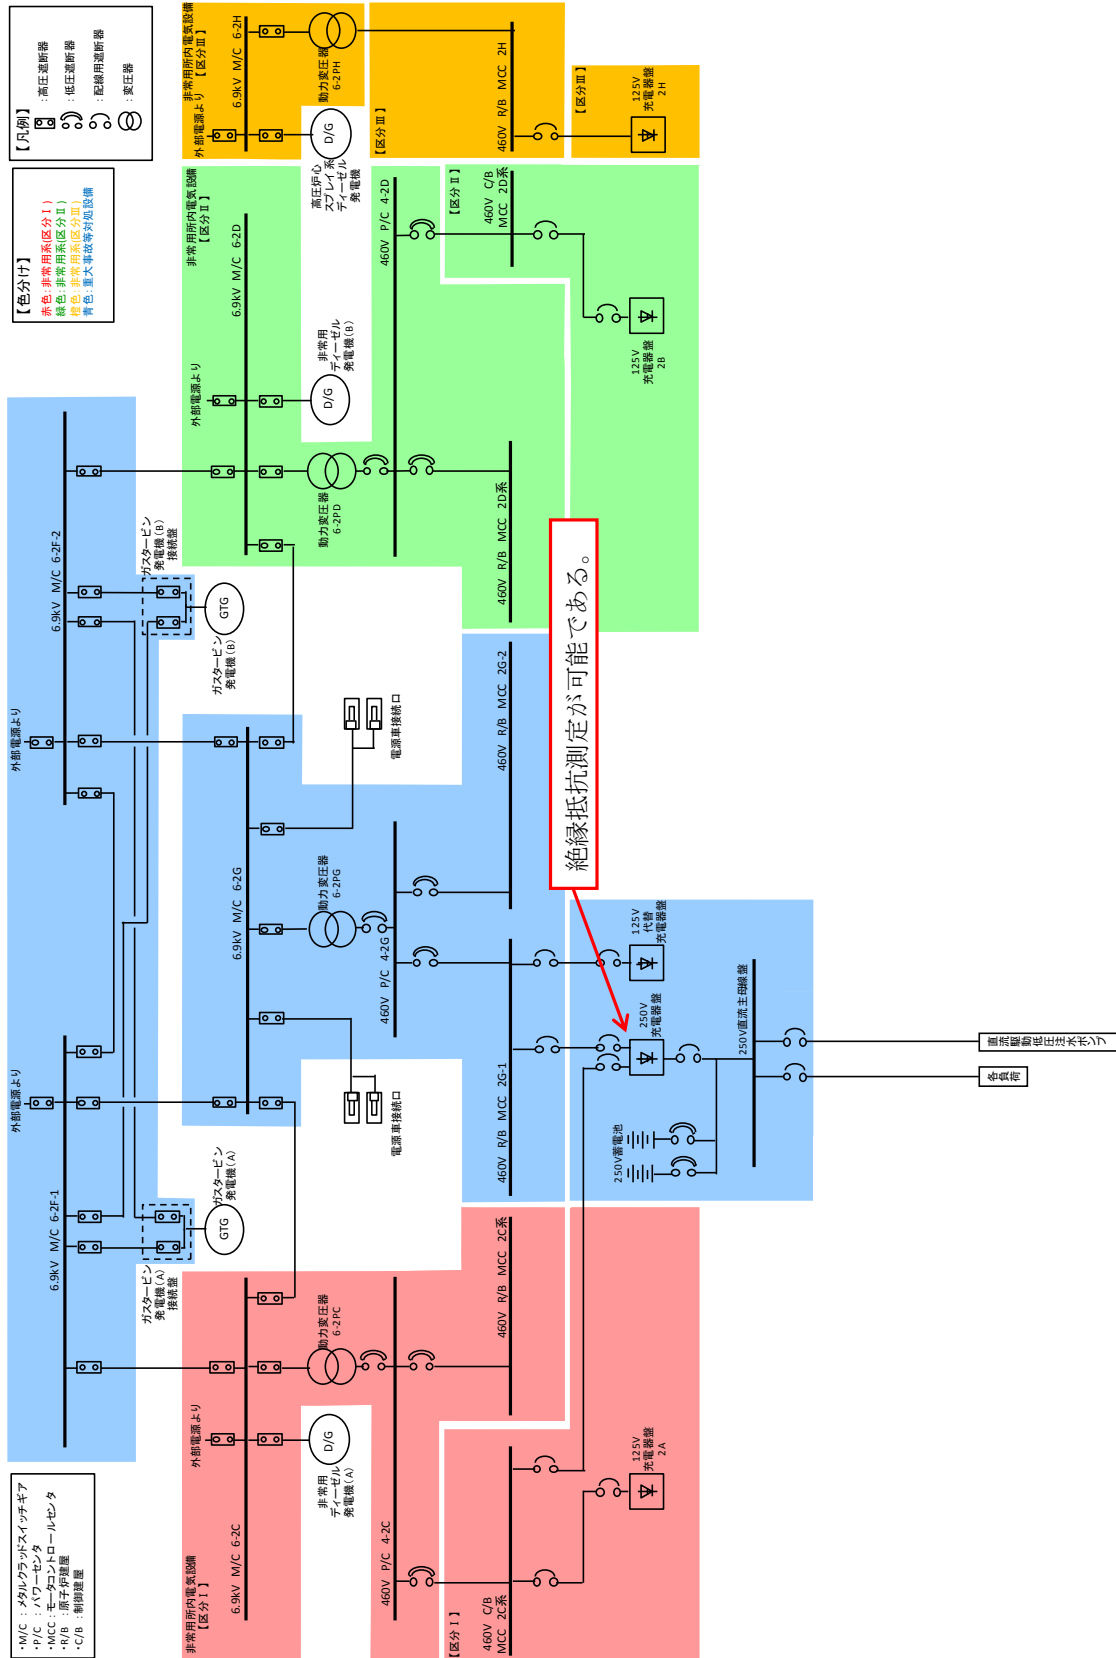 ・M/C : メタルクラッドスイッチギア
・P/C : パワーセンタ
・MCC : モータコントロールセンタ
・R/B : 原子炉建屋
・C/B : 制御建屋
【色分け】
赤色 : 非常用系(区分Ⅰ)
緑色 : 非常用系(区分Ⅱ)
橙色 : 非常用系(区分Ⅲ)
青色 : 重大事故等対処設備
【凡例】
: 高圧遮断器
: 低圧遮断器
: 配線用遮断器
: 変圧器
外部電源より
外部電源より
6.9kV M/C 6-2F-1
6.9kV M/C 6-2F-2
ガスタービン
発電機(A)
接続盤
GTG
ガスタービン
発電機(A)
ガスタービン
発電機(B)
接続盤
GTG
ガスタービン
発電機(B)
非常用所内電気設備
【区分Ⅰ】
外部電源より
6.9kV M/C 6-2C
D/G
非常用
ディーゼル
発電機(A)
動力変圧器
6-2PC
460V P/C 4-2C
460V R/B MCC 2C系
【区分Ⅰ】
460V C/B
MCC 2C系
125V
充電器盤
2A
6.9kV M/C 6-2G
電源車接続口
電源車接続口
動力変圧器
6-2PG
460V P/C 4-2G
460V R/B MCC 2G-1
460V R/B MCC 2G-2
250V
充電器盤
125V
代替
充電器盤
250V蓄電池
250V直流主母線盤
各負荷
直流駆動低圧注水ポンプ
絶縁抵抗測定が可能である。
非常用所内電気設備
【区分Ⅱ】
外部電源より
6.9kV M/C 6-2D
D/G
非常用
ディーゼル
発電機(B)
動力変圧器
6-2PD
460V P/C 4-2D
460V R/B MCC 2D系
【区分Ⅱ】
460V C/B
MCC 2D系
125V
充電器盤
2B
非常用所内電気設備
【区分Ⅲ】
外部電源より
6.9kV M/C 6-2H
D/G
高圧炉心
スプレイ系
ディーゼル
発電機
動力変圧器
6-2PH
【区分Ⅲ】
460V R/B MCC 2H
【区分Ⅲ】
125V
充電器盤
2H